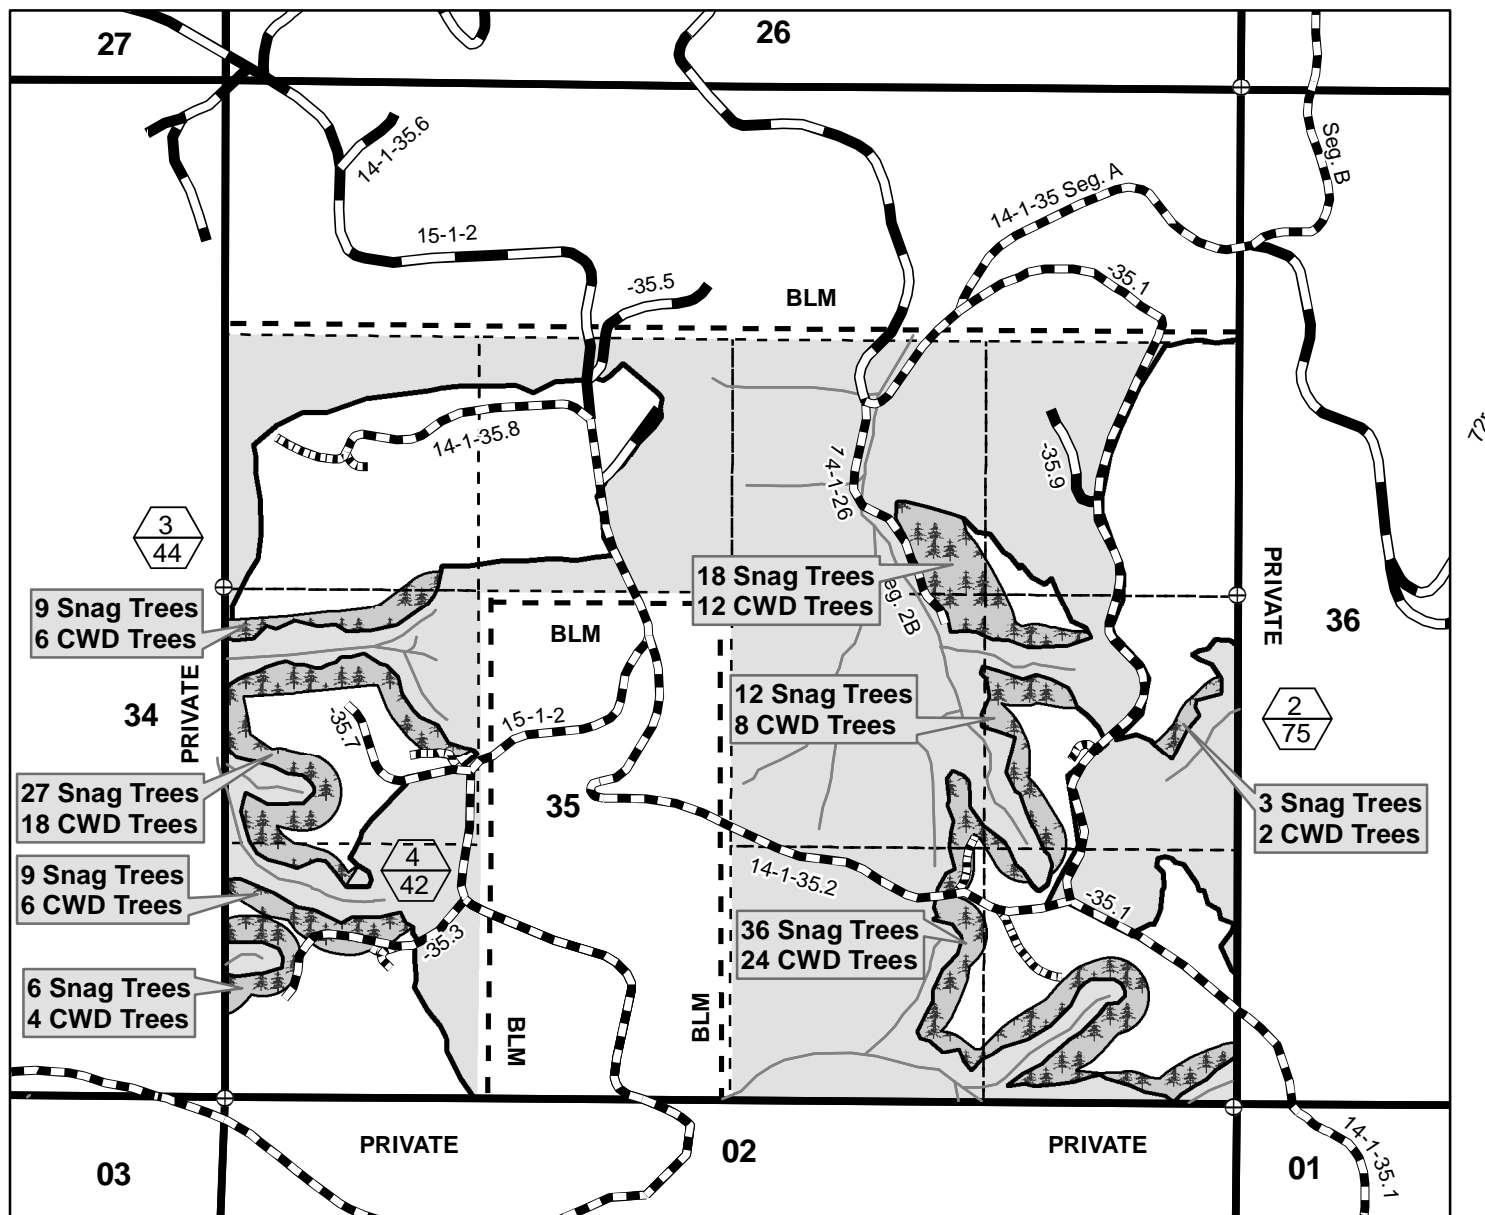 27
26
14-1-35.6
Seg. B
14-1-35 Seg. A
15-1-2
-35.5
BLM
-35.1
14-1-35.8
14-1-26
-35.9
3
44
18 Snag Trees
12 CWD Trees
Seg. 2B
PRIVATE
36
9 Snag Trees
6 CWD Trees
BLM
34
PRIVATE
-35.7
15-1-2
12 Snag Trees
8 CWD Trees
2
75
27 Snag Trees
18 CWD Trees
35
3 Snag Trees
2 CWD Trees
4
42
9 Snag Trees
6 CWD Trees
14-1-35.2
-35.1
-35.3
36 Snag Trees
24 CWD Trees
6 Snag Trees
4 CWD Trees
BLM
BLM
PRIVATE
02
PRIVATE
03
01
14-1-35.1